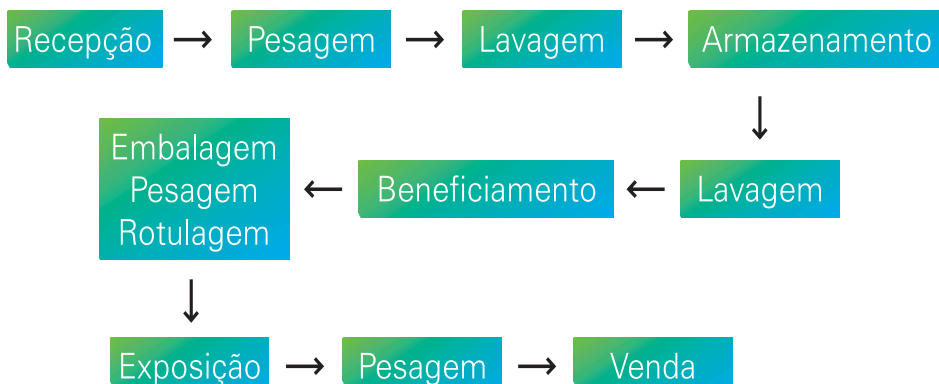 Recepção
Pesagem
Lavagem
Armazenamento
Lavagem
Beneficiamento
Embalagem
Pesagem
Rotulagem
Exposição
Pesagem
Venda